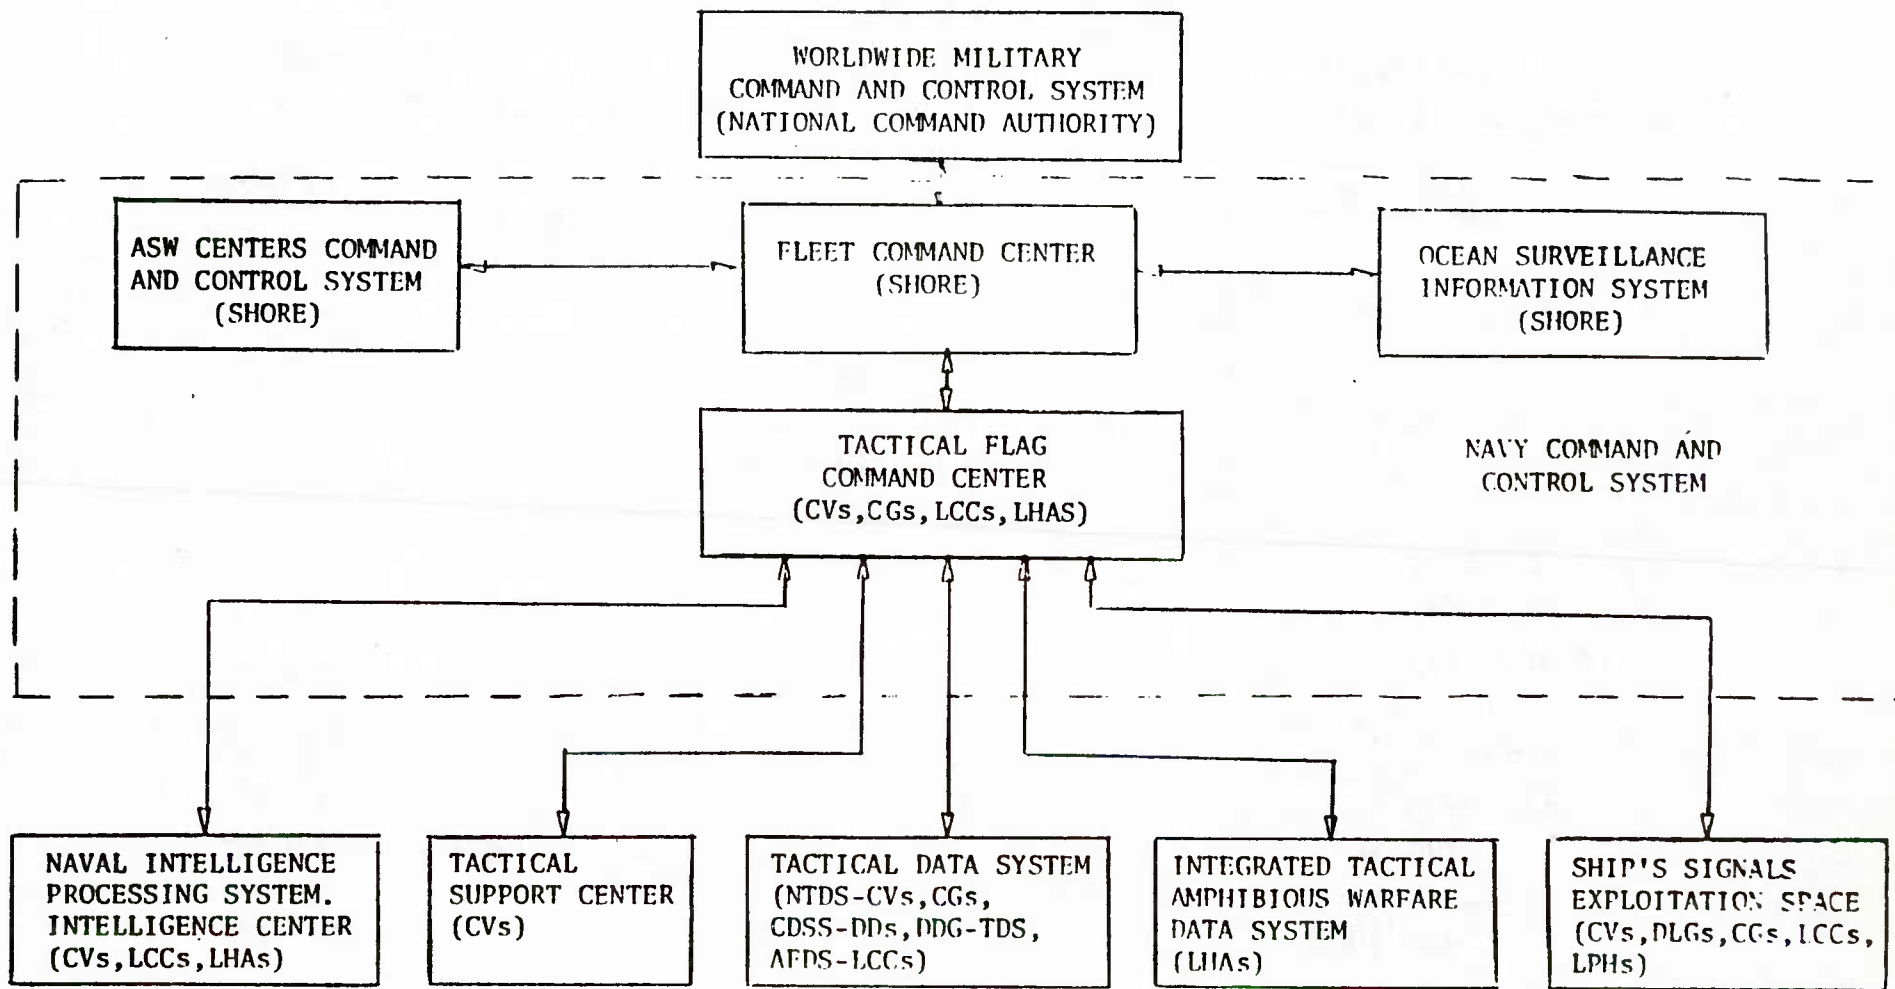 WORLDWIDE MILITARY
COMMAND AND CONTROL SYSTEM
(NATIONAL COMMAND AUTHORITY)
ASW CENTERS COMMAND
AND CONTROL SYSTEM
(SHORE)
FLEET COMMAND CENTER
(SHORE)
OCEAN SURVEILLANCE
INFORMATION SYSTEM
(SHORE)
TACTICAL FLAG
COMMAND CENTER
(CVs,CGs,LCCs,LHAS)
NAVY COMMAND AND
CONTROL SYSTEM
NAVAL INTELLIGENCE
PROCESSING SYSTEM.
INTELLIGENCE CENTER
(CVs,LCCs,LHAs)
TACTICAL
SUPPORT CENTER
(CVs)
TACTICAL DATA SYSTEM
(NTDS-CVs,CGs,
CDSS-DDs,DDG-TDS,
AFDS-LCCs)
INTEGRATED TACTICAL
AMPHIBIOUS WARFARE
DATA SYSTEM
(LHAs)
SHIP'S SIGNALS
EXPLOITATION SPACE
(CVs,DLGs,CGs,LCCs,
LPHs)